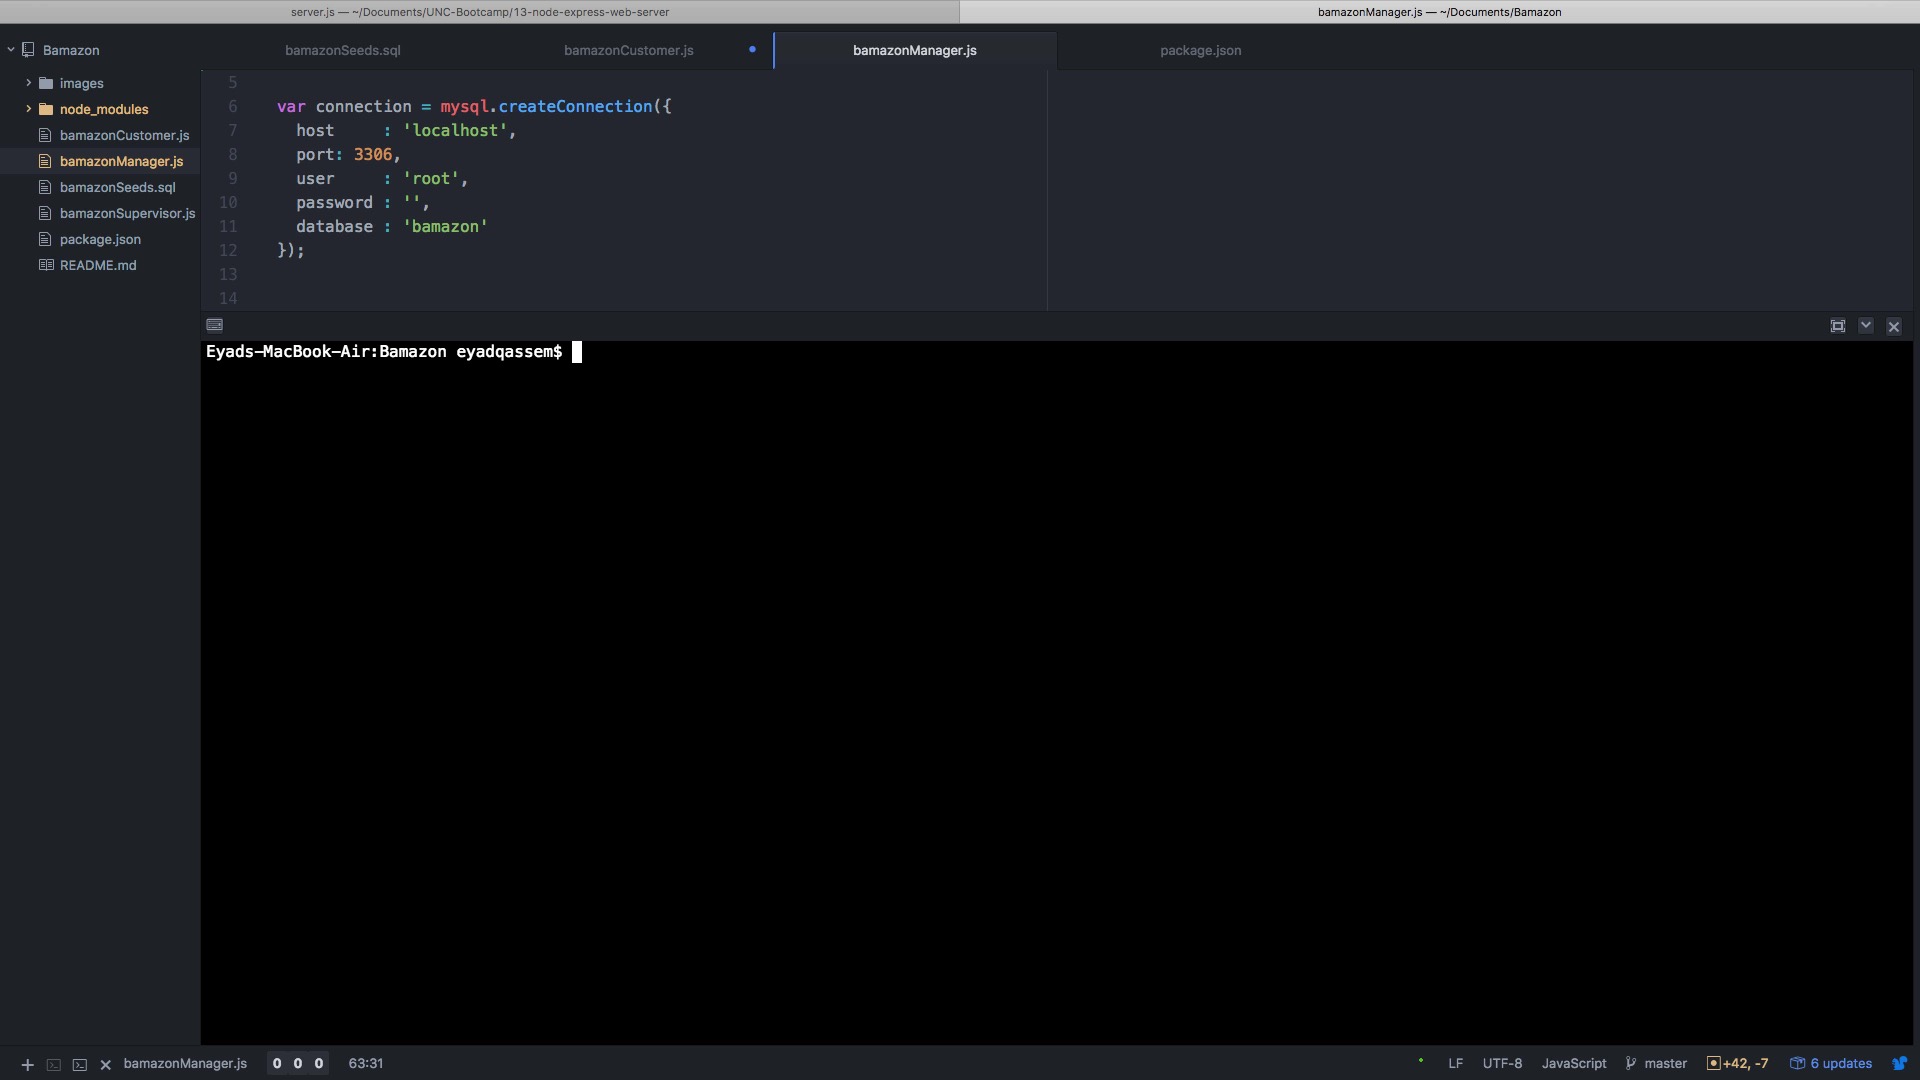 server.js — ~/Documents/UNC-Bootcamp/13-node-express-web-server
bamazonManager.js — ~/Documents/Bamazon
Bamazon
images
node_modules
bamazonCustomer.js
bamazonManager.js
bamazonSeeds.sql
bamazonSupervisor.js
package.json
README.md
bamazonSeeds.sql
bamazonCustomer.js
bamazonManager.js
package.json
5
6 var connection = mysql.createConnection({
7 host     : 'localhost',
8 port: 3306,
9 user     : 'root',
10 password : '',
11 database : 'bamazon'
12 });
13
14
Eyads-MacBook-Air:Bamazon eyadqassem$
bamazonManager.js 0 0 0 63:31
LF UTF-8 JavaScript master +42, -7 6 updates